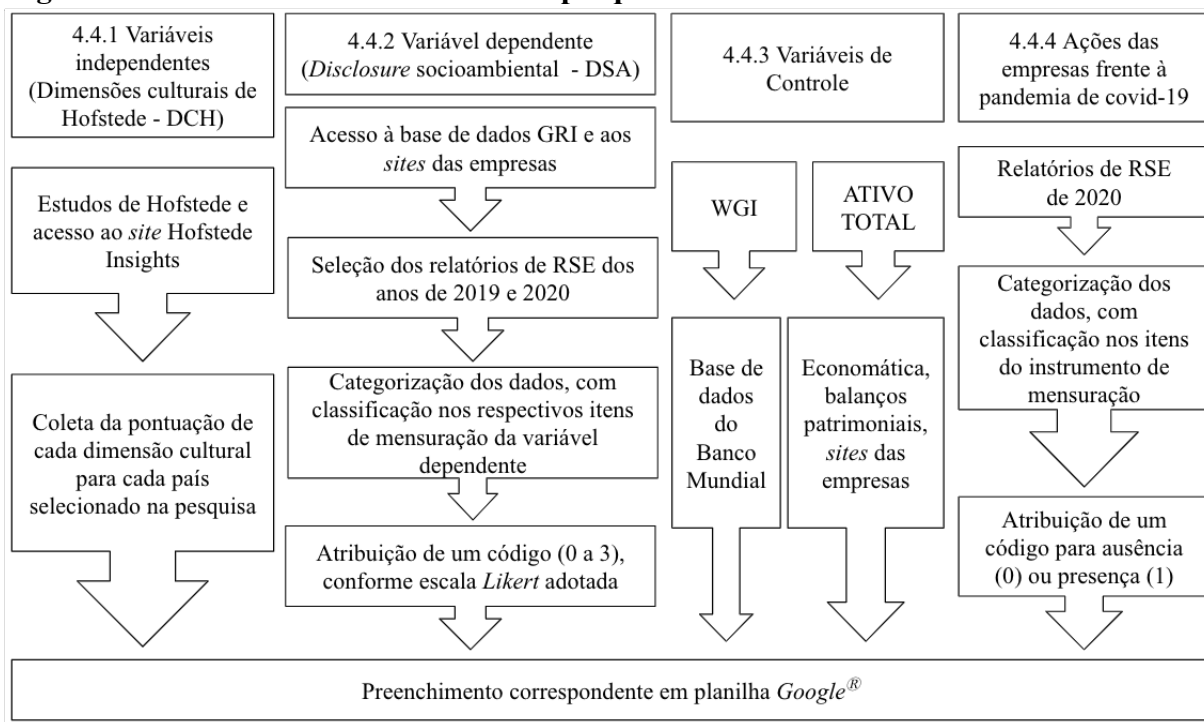 4.4.1 Variáveis
independentes
(Dimensões culturais de
Hofstede - DCH)
Estudos de Hofstede e
acesso ao site Hofstede
Insights
Coleta da pontuação de
cada dimensão cultural
para cada país
selecionado na pesquisa
4.4.2 Variável dependente
(Disclosure socioambiental - DSA)
Acesso à base de dados GRI e aos
sites das empresas
Seleção dos relatórios de RSE dos
anos de 2019 e 2020
Categorização dos dados, com
classificação nos respectivos itens
de mensuração da variável
dependente
Atribuição de um código (0 a 3),
conforme escala Likert adotada
4.4.3 Variáveis de
Controle
WGI
Base de
dados
do
Banco
Mundial
ATIVO
TOTAL
Economática,
balanços
patrimoniais,
sites das
empresas
4.4.4 Ações das
empresas frente à
pandemia de covid-19
Relatórios de RSE
de 2020
Categorização dos
dados, com
classificação nos itens
do instrumento de
mensuração
Atribuição de um
código para ausência
(0) ou presença (1)
Preenchimento correspondente em planilha Google®